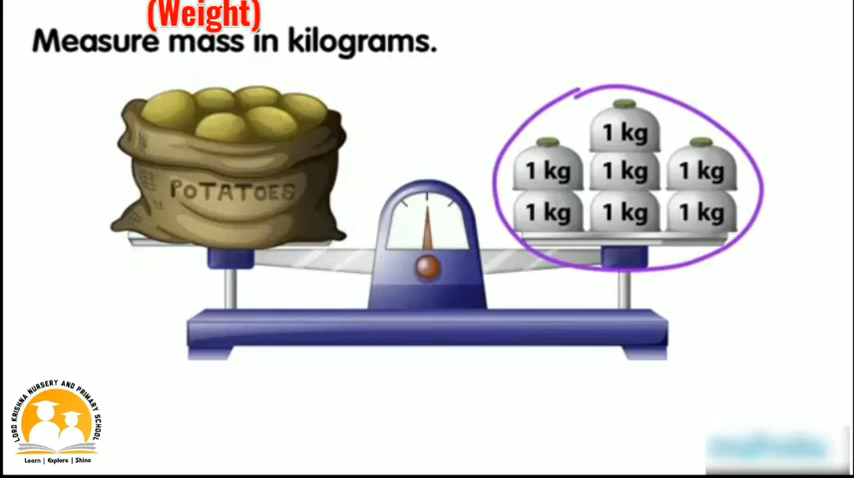 (Weight)
Measure mass in kilograms.
POTATOES
1 kg
1 kg 1 kg 1 kg
1 kg 1 kg 1 kg
LORD KRISHNA NURSERY AND PRIMARY SCHOOL
Learn | Explore | Shine